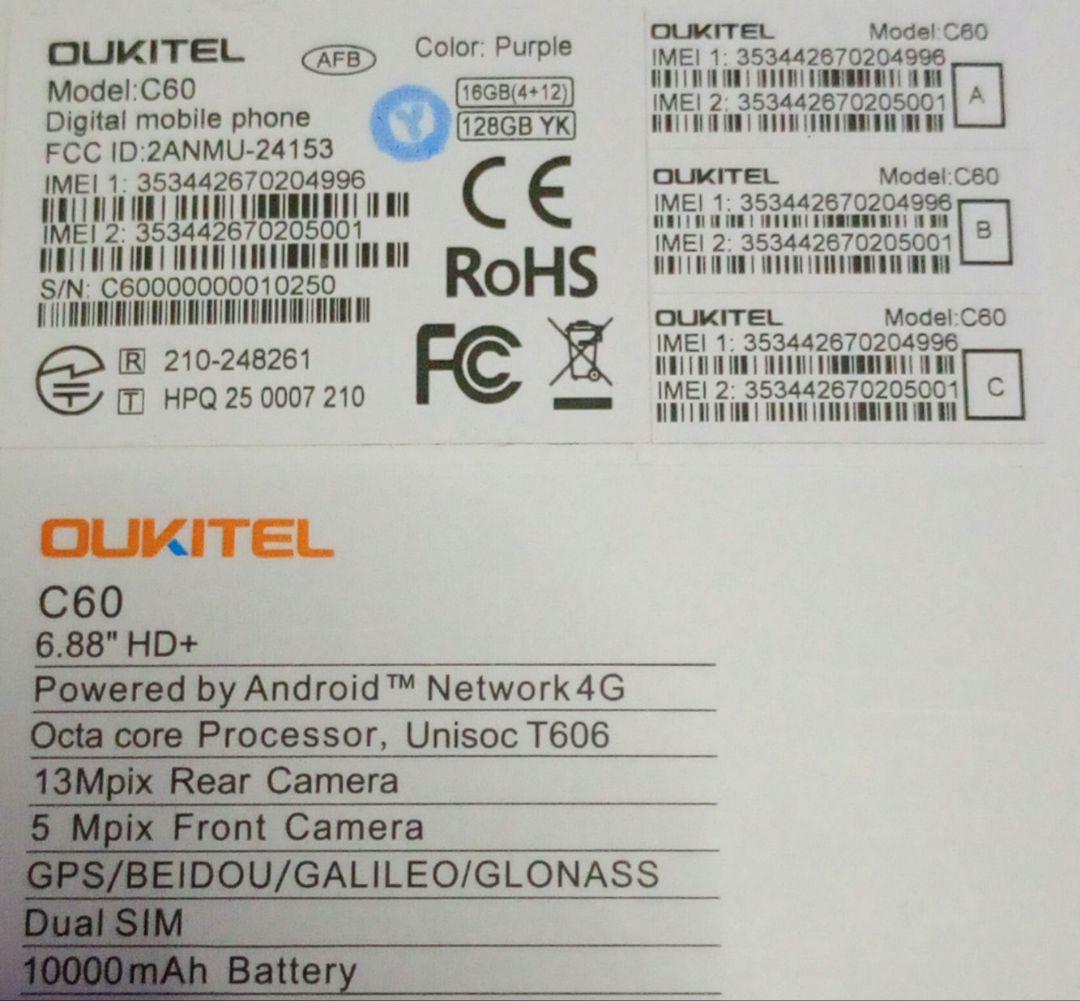 OUKITEL
AFB
Color: Purple
Model:C60
16GB(4+12)
Digital mobile phone
128GB YK
FCC ID:2ANMU-24153
IMEI 1: 353442670204996
IMEI 2: 353442670205001
S/N: C60000000010250
CE
RoHS
FC
R 210-248261
T HPQ 25 0007 210
OUKITEL Model:C60
IMEI 1: 353442670204996
IMEI 2: 353442670205001
A
OUKITEL Model:C60
IMEI 1: 353442670204996
IMEI 2: 353442670205001
B
OUKITEL Model:C60
IMEI 1: 353442670204996
IMEI 2: 353442670205001
C
OUKITEL
C60
6.88" HD+
Powered by Android™ Network 4G
Octa core Processor, Unisoc T606
13Mpix Rear Camera
5 Mpix Front Camera
GPS/BEIDOU/GALILEO/GLONASS
Dual SIM
10000mAh Battery